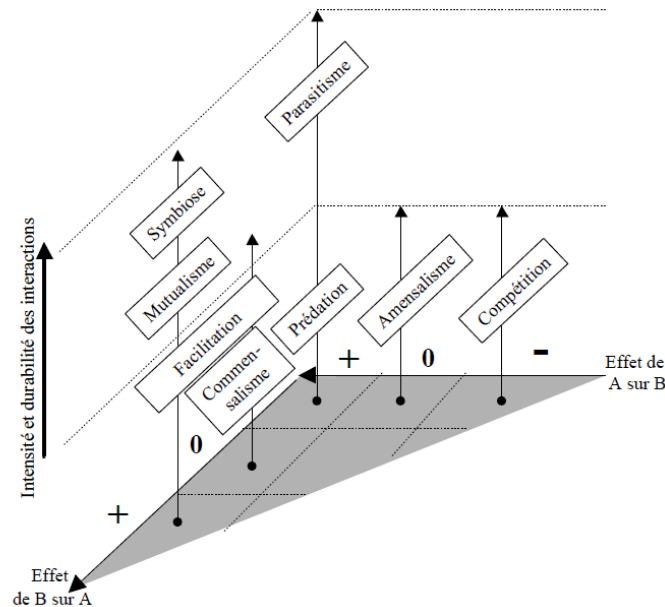 Intensité et durabilité des interactions
Parasitisme
Symbiose
Mutualisme
Facilitation
Commen-
salisme
Prédation
Amensalisme
Compétition
+
0
-
Effet de
A sur B
0
+
Effet
de B sur A